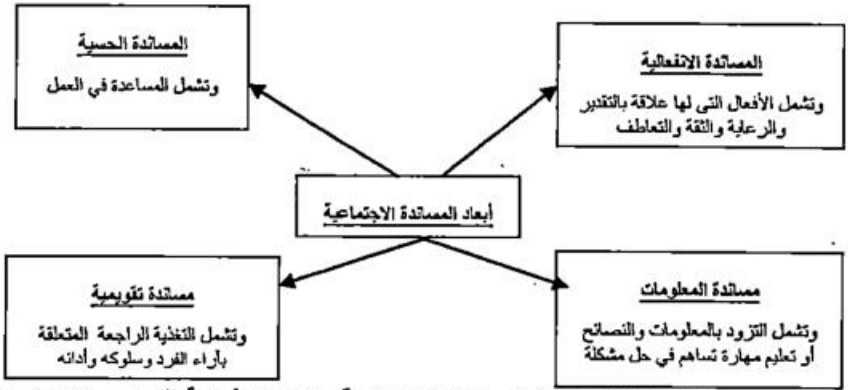 المساندة الانفعالية
وتشمل الأفعال التي لها علاقة بالتقدير
والرعاية والثقة والتعاطف
المساندة الحسية
وتشمل المساعدة في العمل
أبعاد المساندة الاجتماعية
مساندة المعلومات
وتشمل التزود بالمعلومات والنصائح
أو تعليم مهارة تساهم في حل مشكلة
مساندة تقويمية
وتشمل التغذية الراجعة المتعلقة
بآراء الفرد وسلوكه وأدائه